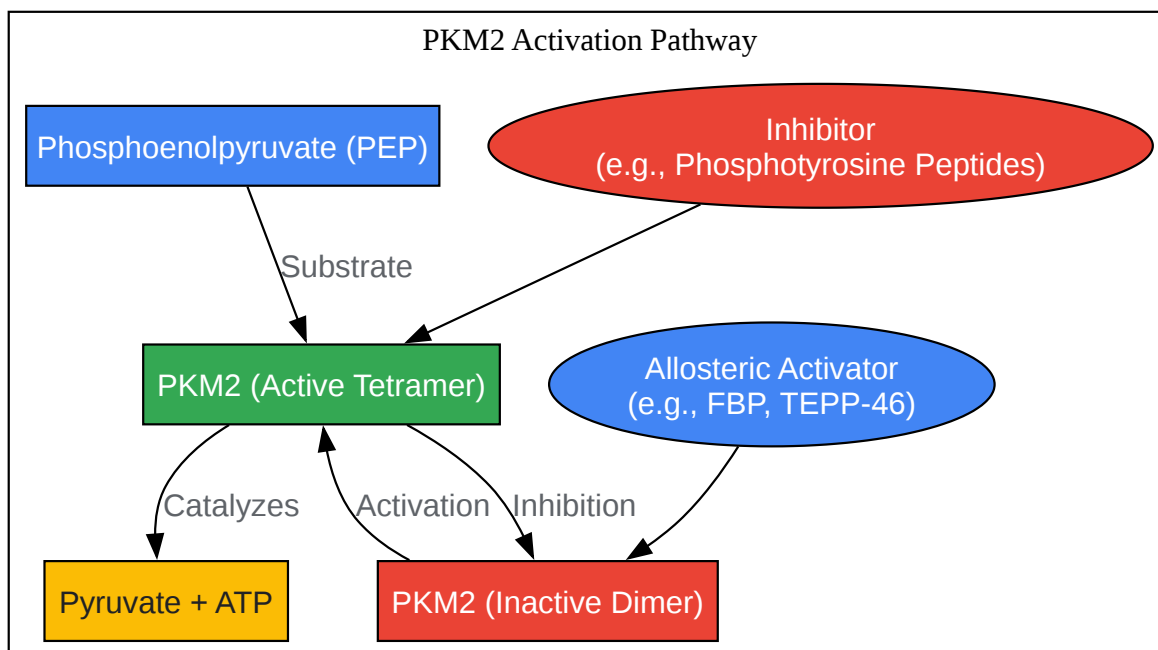 PKM2 Activation Pathway
Phosphoenolpyruvate (PEP)
Inhibitor
(e.g., Phosphotyrosine Peptides)
Substrate
PKM2 (Active Tetramer)
Allosteric Activator
(e.g., FBP, TEPP-46)
Catalyzes
Activation
Inhibition
Pyruvate + ATP
PKM2 (Inactive Dimer)